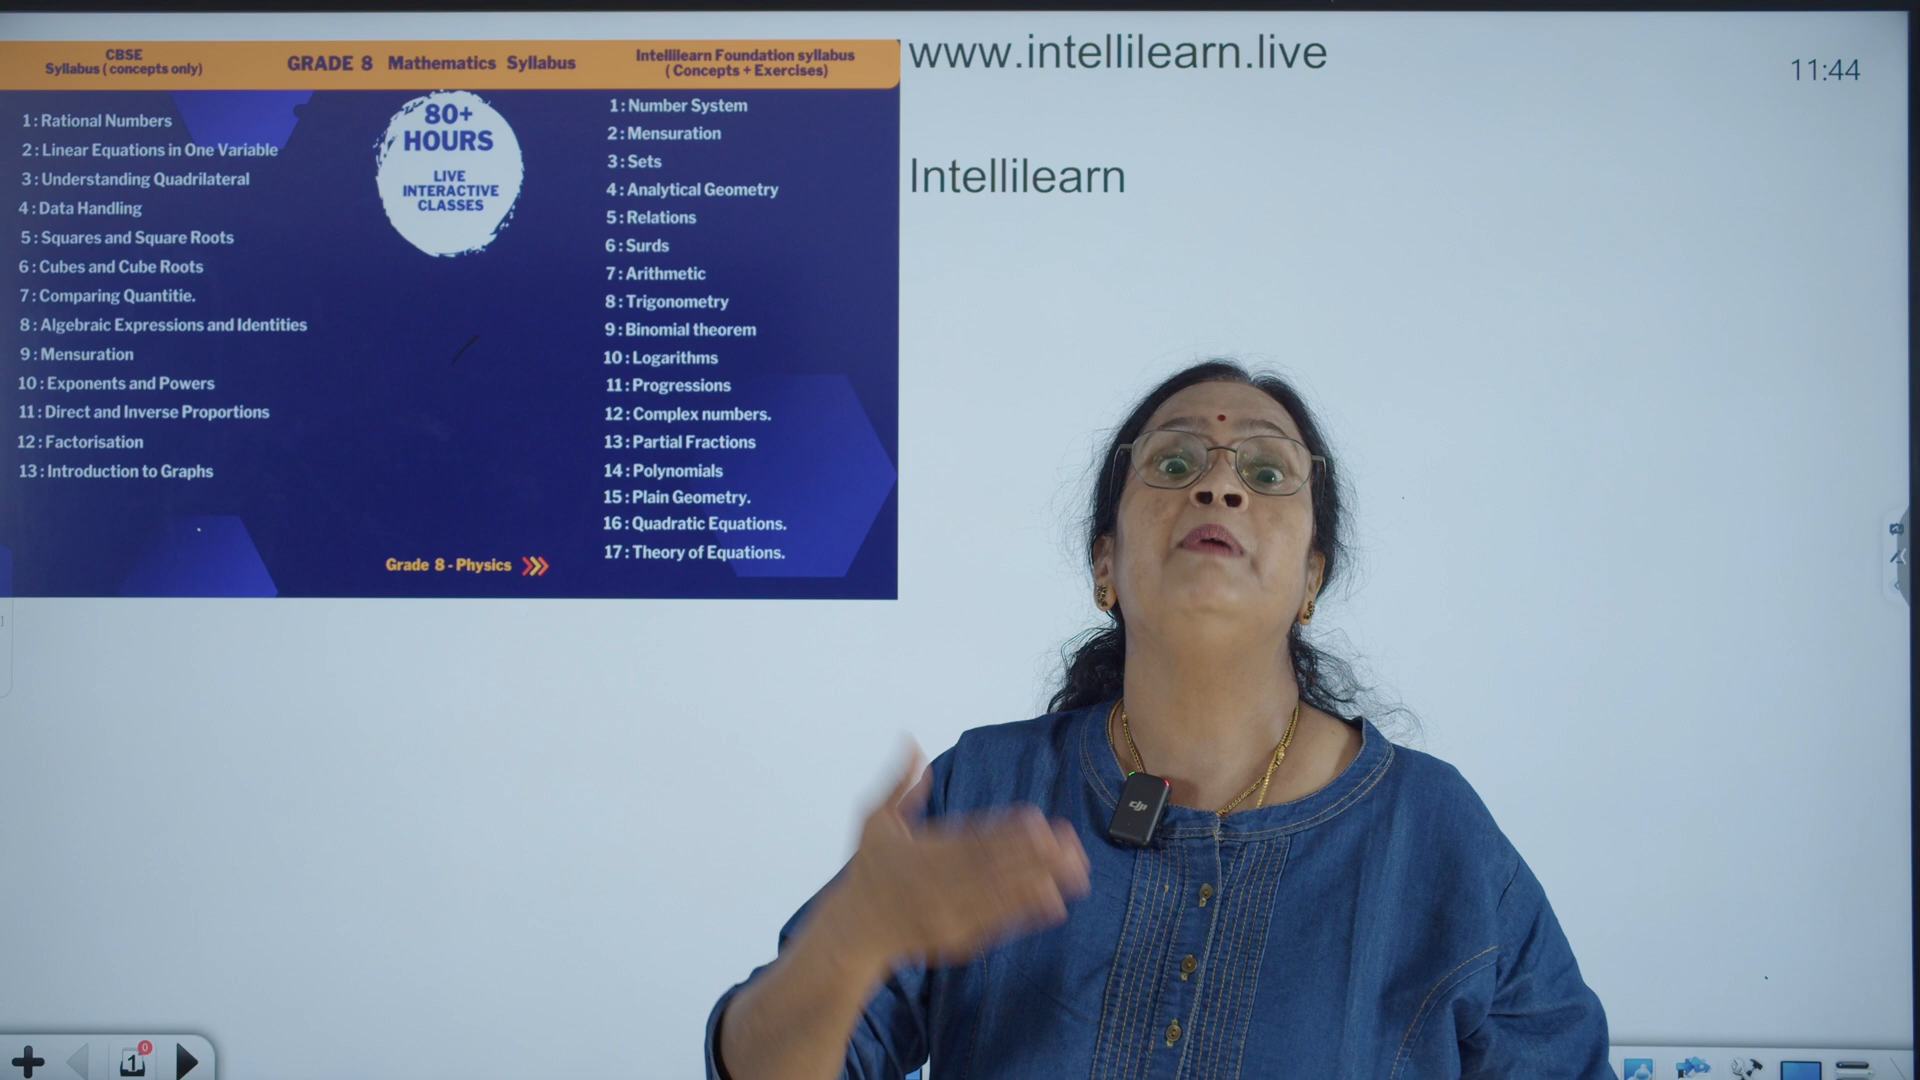 CBSE
Syllabus ( concepts only)
GRADE 8 Mathematics Syllabus
Intellilearn Foundation syllabus
( Concepts + Exercises)
1 : Rational Numbers
2 : Linear Equations in One Variable
3 : Understanding Quadrilateral
4 : Data Handling
5 : Squares and Square Roots
6 : Cubes and Cube Roots
7 : Comparing Quantitie.
8 : Algebraic Expressions and Identities
9 : Mensuration
10 : Exponents and Powers
11 : Direct and Inverse Proportions
12 : Factorisation
13 : Introduction to Graphs
80+
HOURS
LIVE
INTERACTIVE
CLASSES
Grade 8 - Physics
1 : Number System
2 : Mensuration
3 : Sets
4 : Analytical Geometry
5 : Relations
6 : Surds
7 : Arithmetic
8 : Trigonometry
9 : Binomial theorem
10 : Logarithms
11 : Progressions
12 : Complex numbers.
13 : Partial Fractions
14 : Polynomials
15 : Plain Geometry.
16 : Quadratic Equations.
17 : Theory of Equations.
www.intellilearn.live
Intellilearn
11:44
dji
1
0